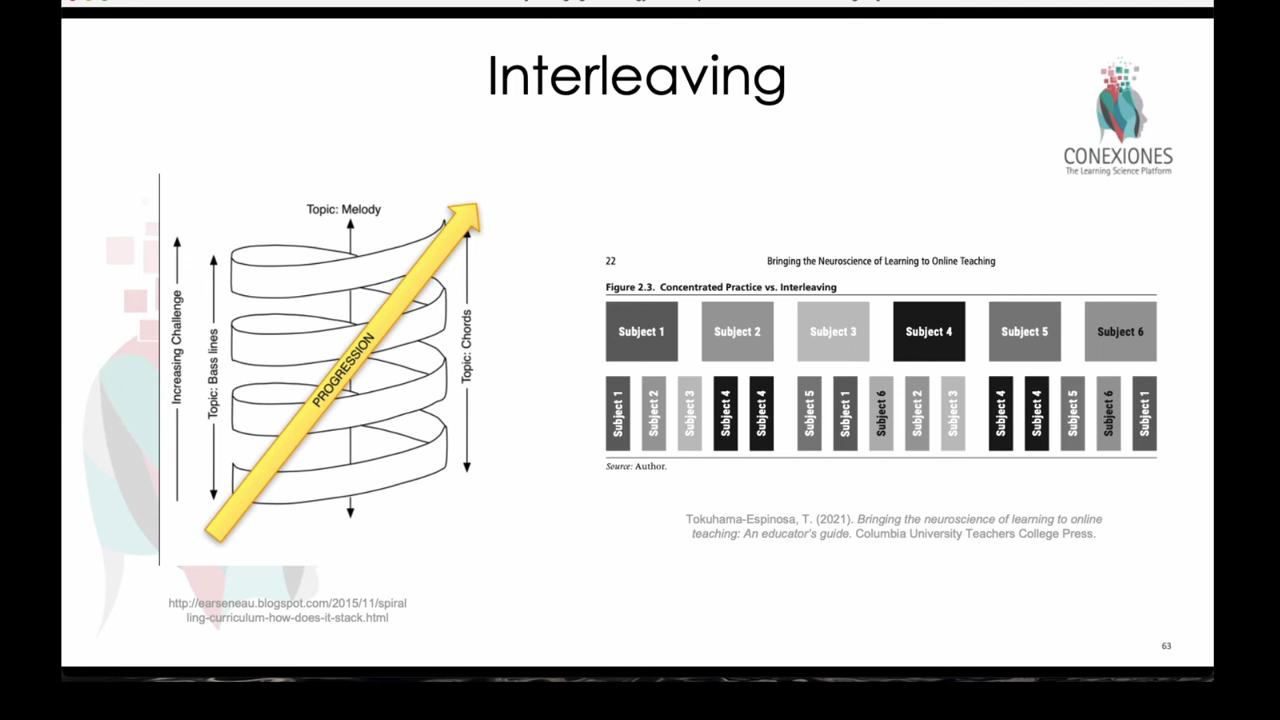 Interleaving
CONEXIONES
The Learning Science Platform
Topic: Melody
Increasing Challenge
Topic: Bass lines
PROGRESSION
Topic: Chords
22 Bringing the Neuroscience of Learning to Online Teaching
Figure 2.3. Concentrated Practice vs. Interleaving
Subject 1 Subject 2 Subject 3 Subject 4 Subject 5 Subject 6
Subject 1 Subject 2 Subject 3 Subject 4 Subject 4 Subject 5 Subject 1 Subject 6 Subject 2 Subject 3 Subject 4 Subject 4 Subject 5 Subject 6 Subject 1
Source: Author.
Tokuhama-Espinosa, T. (2021). Bringing the neuroscience of learning to online
teaching: An educator's guide. Columbia University Teachers College Press.
http://earseneau.blogspot.com/2015/11/spiral
ling-curriculum-how-does-it-stack.html
63